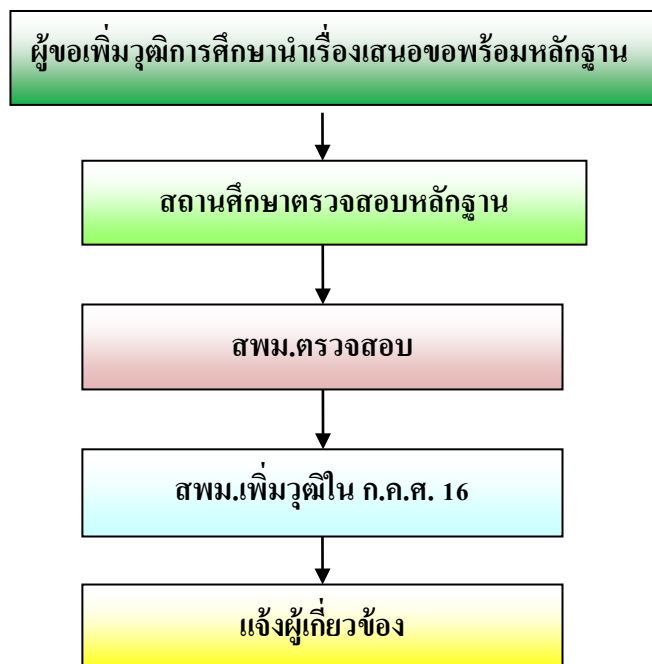 ผู้ขอเพิ่มวุฒิการศึกษานำเรื่องเสนอขอพร้อมหลักฐาน
สถานศึกษาตรวจสอบหลักฐาน
สพม.ตรวจสอบ
สพม.เพิ่มวุฒิใน ก.ค.ศ. 16
แจ้งผู้เกี่ยวข้อง